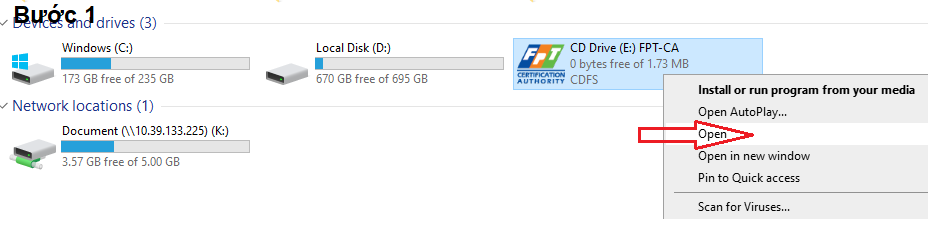 Bước 1
Devices and drives (3)
Windows (C:)
173 GB free of 235 GB
Local Disk (D:)
670 GB free of 695 GB
FPT
CERTIFICATION
AUTHORITY
CD Drive (E:) FPT-CA
0 bytes free of 1.73 MB
CDFS
Install or run program from your media
Open AutoPlay...
Open
Open in new window
Pin to Quick access
Scan for Viruses...
Network locations (1)
Document (\\10.39.133.225) (K:)
3.57 GB free of 5.00 GB